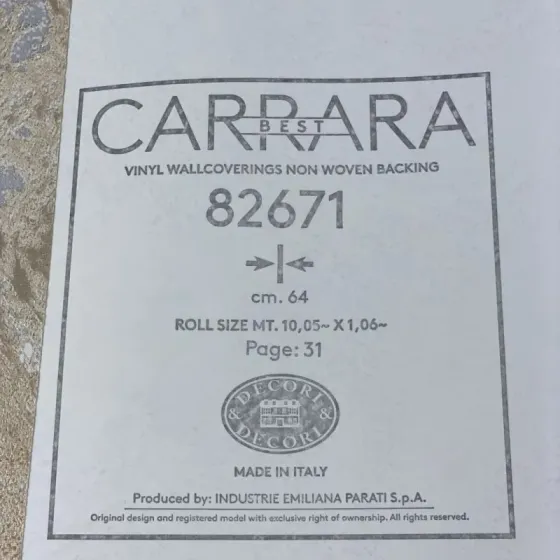 CARRARA
BEST
VINYL WALLCOVERINGS NON WOVEN BACKING
82671
cm. 64
ROLL SIZE MT. 10,05~ X 1,06~
Page: 31
DECORI
& &
DECORI
MADE IN ITALY
Produced by: INDUSTRIE EMILIANA PARATI S.p.A.
Original design and registered model with exclusive right of ownership. All rights reserved.